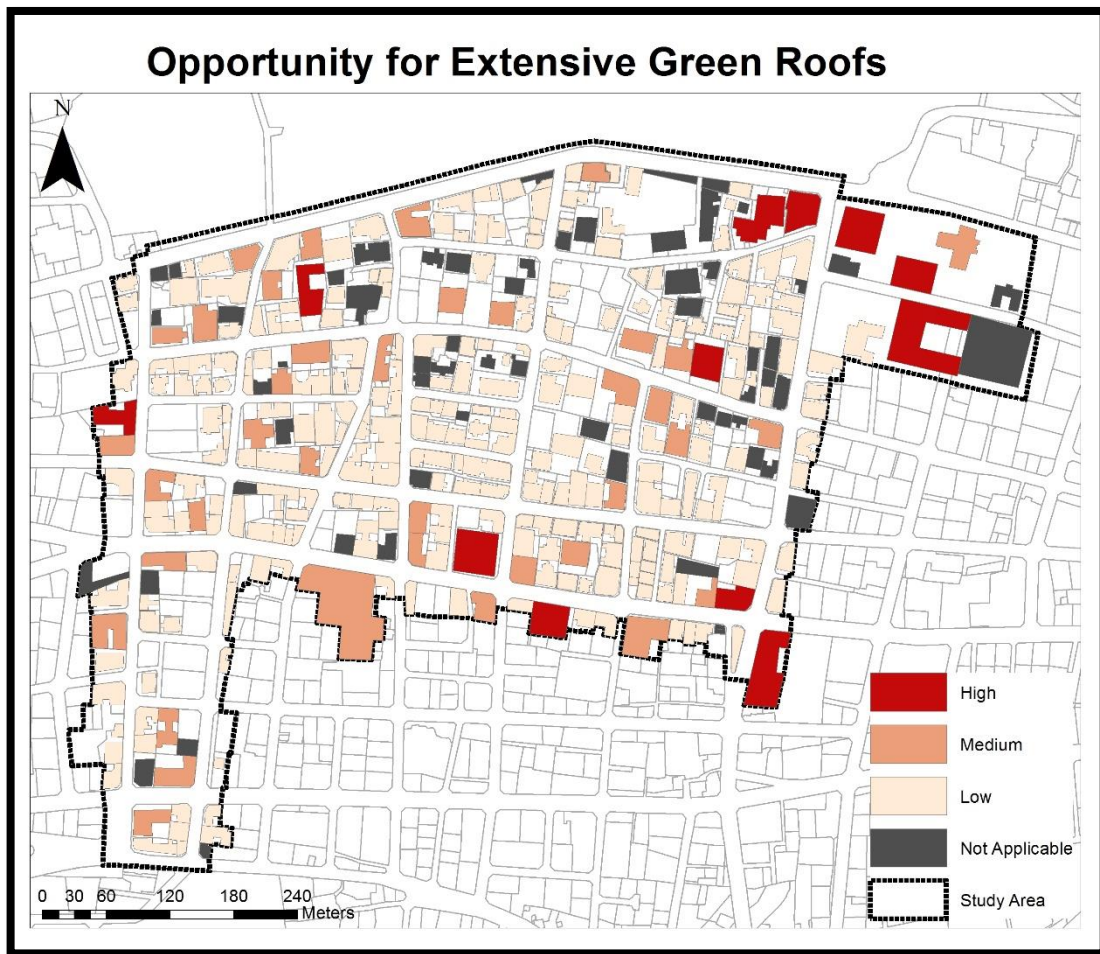 Opportunity for Extensive Green Roofs
N
High
Medium
Low
Not Applicable
Study Area
0 30 60 120 180 240
Meters